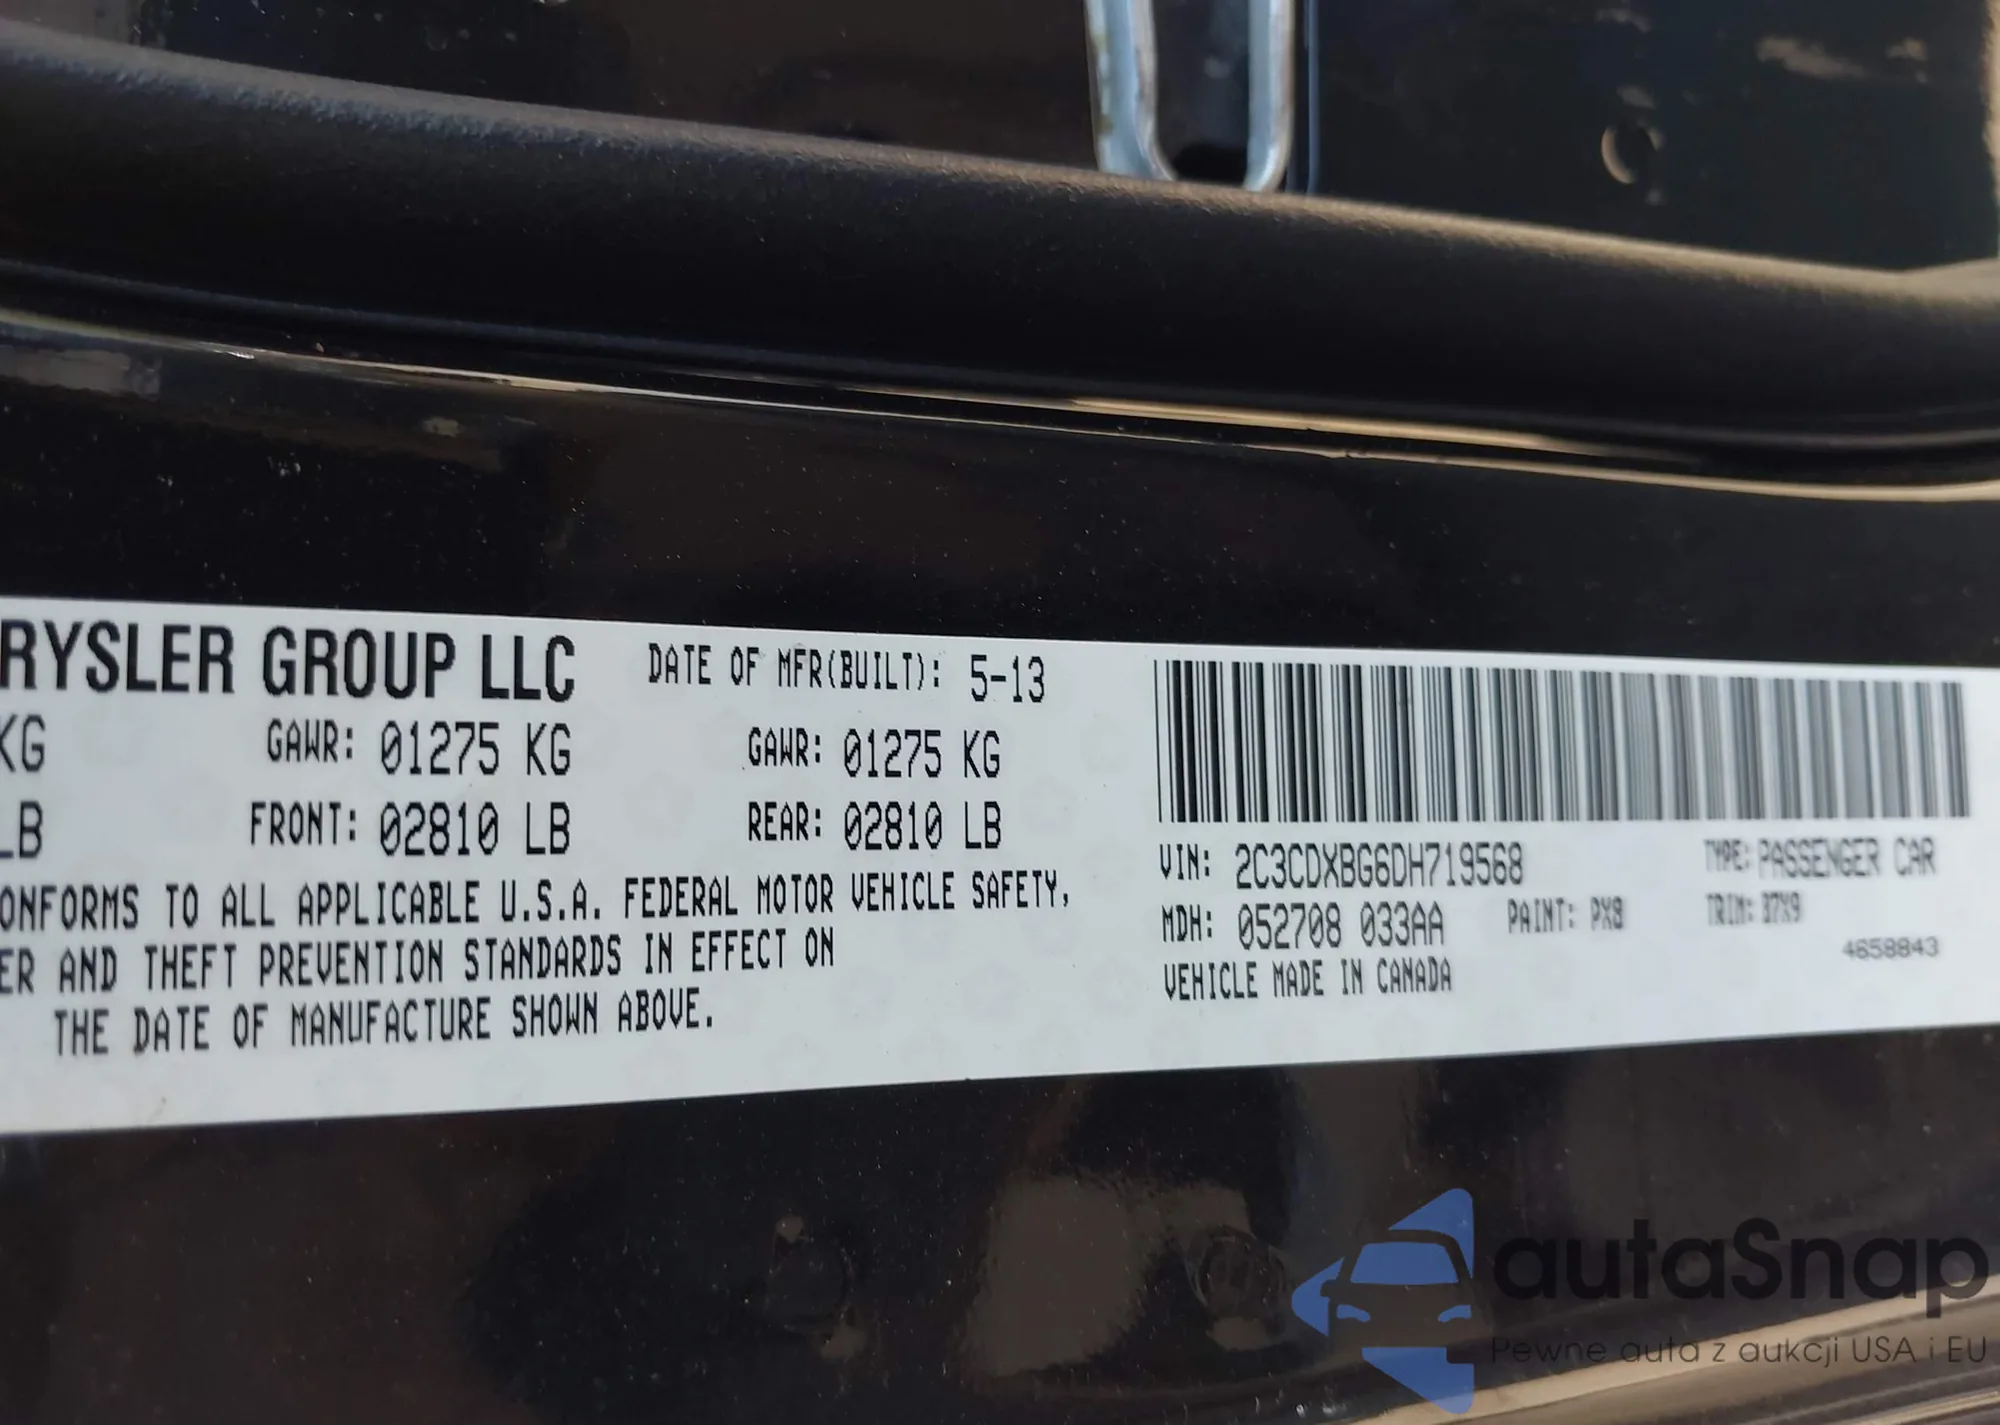 RYSLER GROUP LLC DATE OF MFR(BUILT): 5-13
KG GAWR: 01275 KG GAWR: 01275 KG
LB FRONT: 02810 LB REAR: 02810 LB
ONFORMS TO ALL APPLICABLE U.S.A. FEDERAL MOTOR VEHICLE SAFETY,
ER AND THEFT PREVENTION STANDARDS IN EFFECT ON
THE DATE OF MANUFACTURE SHOWN ABOVE.
VIN: 2C3CDXBG6DH719568 TYPE: PASSENGER CAR
MDH: 052708 033AA PAINT: PX8 TRIM: B7X9
VEHICLE MADE IN CANADA 4658843
autaSnap
Pewne auta z aukcji USA i EU